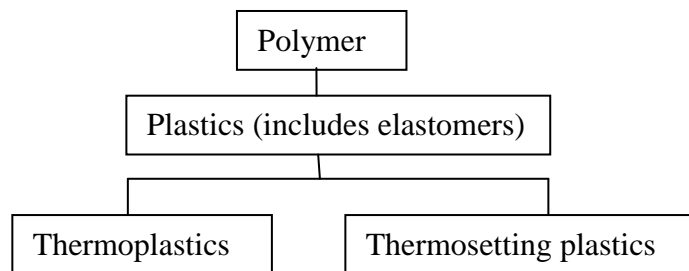 Polymer
Plastics (includes elastomers)
Thermoplastics
Thermosetting plastics